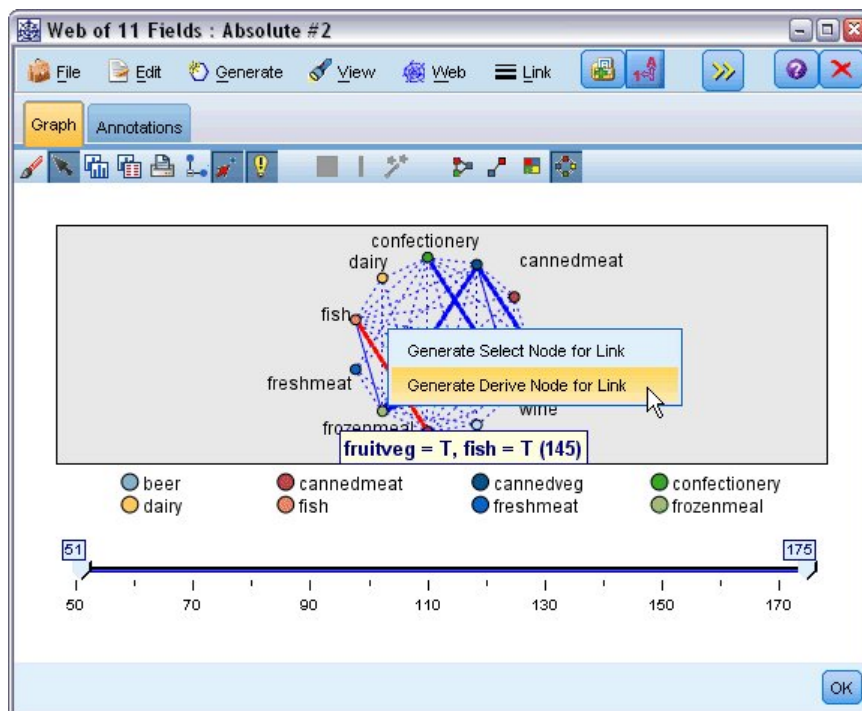 Web of 11 Fields : Absolute #2
File Edit Generate View Web Link
Graph Annotations
confectionery
dairy cannedmeat
fish
Generate Select Node for Link
freshmeat Generate Derive Node for Link
wine
frozenmeal
fruitveg = T, fish = T (145)
beer cannedmeat cannedveg confectionery
dairy fish freshmeat frozenmeal
51 175
50 70 90 110 130 150 170
OK